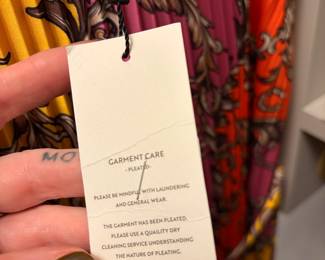 MO
GARMENT CARE
- PLEATED -
PLEASE BE MINDFUL WITH LAUNDERING
AND GENERAL WEAR.
THE GARMENT HAS BEEN PLEATED.
PLEASE USE A QUALITY DRY
CLEANING SERVICE UNDERSTANDING
THE NATURE OF PLEATING.